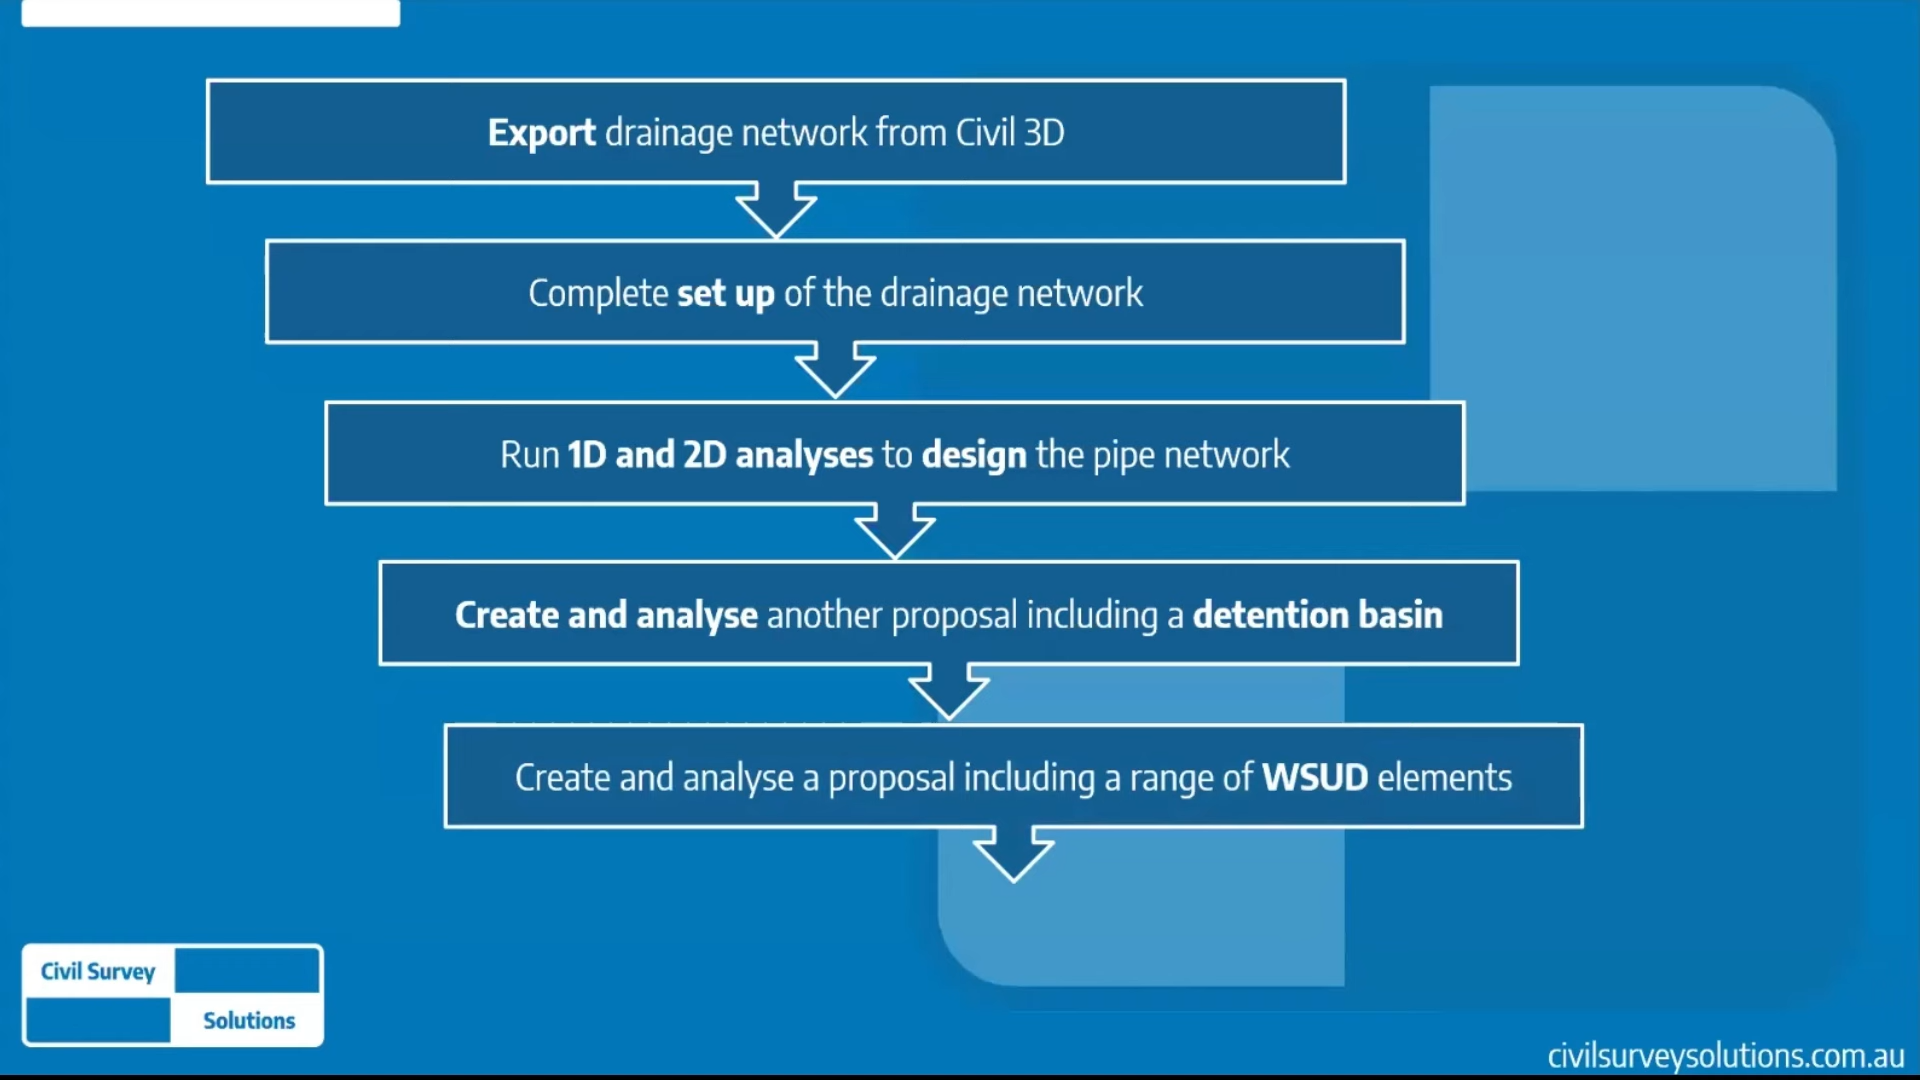 Export drainage network from Civil 3D
Complete set up of the drainage network
Run 1D and 2D analyses to design the pipe network
Create and analyse another proposal including a detention basin
Create and analyse a proposal including a range of WSUD elements
Civil Survey
Solutions
civilsurveysolutions.com.au